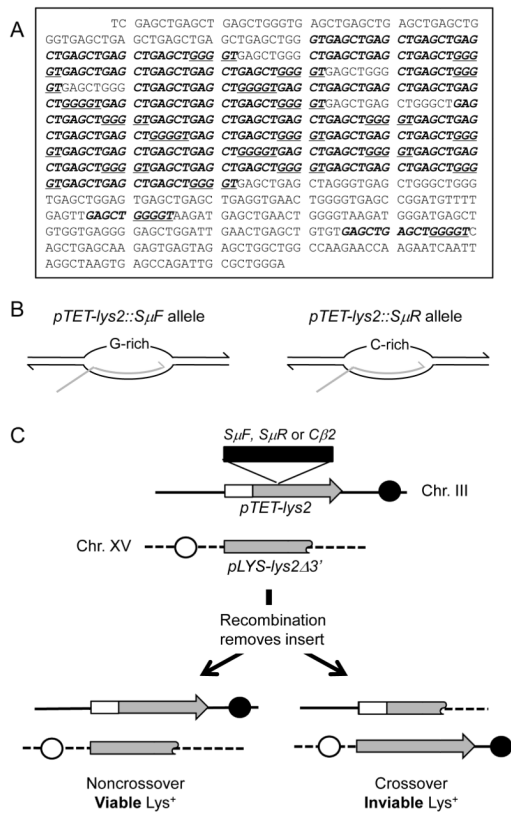 A
TC GAGCTGAGCT GAGCTGGGTG AGCTGAGCTG AGCTGAGCTG
GGTGAGCTGA GCTGAGCTGA GCTGAGCTGG GTGAGCTGAG CTGAGCTGAG
CTGAGCTGAG CTGAGCTGGG GTGAGCTGGG CTGAGCTGAG CTGAGCTGGG
GTGAGCTGAG CTGAGCTGAG CTGAGCTGGG GTGAGCTGGG CTGAGCTGGG
GTGAGCTGGG CTGAGCTGAG CTGAGCTGGG GTGAGCTGAG CTGAGCTGAG
CTGGGGTGAG CTGAGCTGAG CTGAGCTGGG GTGAGCTGAG CTGGGCTGAG
CTGAGCTGGG GTGAGCTGAG CTGAGCTGGG GTGAGCTGAG CTGAGCTGAG
CTGAGCTGAG CTGGGGTGAG CTGAGCTGGG GTGAGCTGAG CTGAGCTGGG
GTGAGCTGAG CTGAGCTGAG CTGGGGTGAG CTGAGCTGGG GTGAGCTGGG
CTGAGCTGGG GTGAGCTGAG CTGAGCTGGG GTGAGCTGAG CTGAGCTGGG
GTGAGCTGAG CTGAGCTGGG GTGAGCTGAG CTAGGGTGAG CTGGGCTGGG
TGAGCTGGAG TGAGCTGAGC TGAGGTGAAC TGGGGTGAGC CGGATGTTTT
GAGTTGAGCT GGGGTAAGAT GAGCTGAACT GGGGTAAGAT GGGATGAGCT
GTGGTGAGGG GAGCTGGATT GAACTGAGCT GTGTGAGCTG AGCTGGGGTC
AGCTGAGCAA GAGTGAGTAG AGCTGGCTGG CCAAGAACCA AGAATCAATT
AGGCTAAGTG AGCCAGATTG CGCTGGGA
B
pTET-lys2::SμF allele
pTET-lys2::SμR allele
G-rich
C-rich
C
SμF, SμR or Cβ2
Chr. III
pTET-lys2
Chr. XV
pLYS-lys2Δ3'
Recombination
removes insert
Noncrossover
Viable Lys+
Crossover
Inviable Lys+